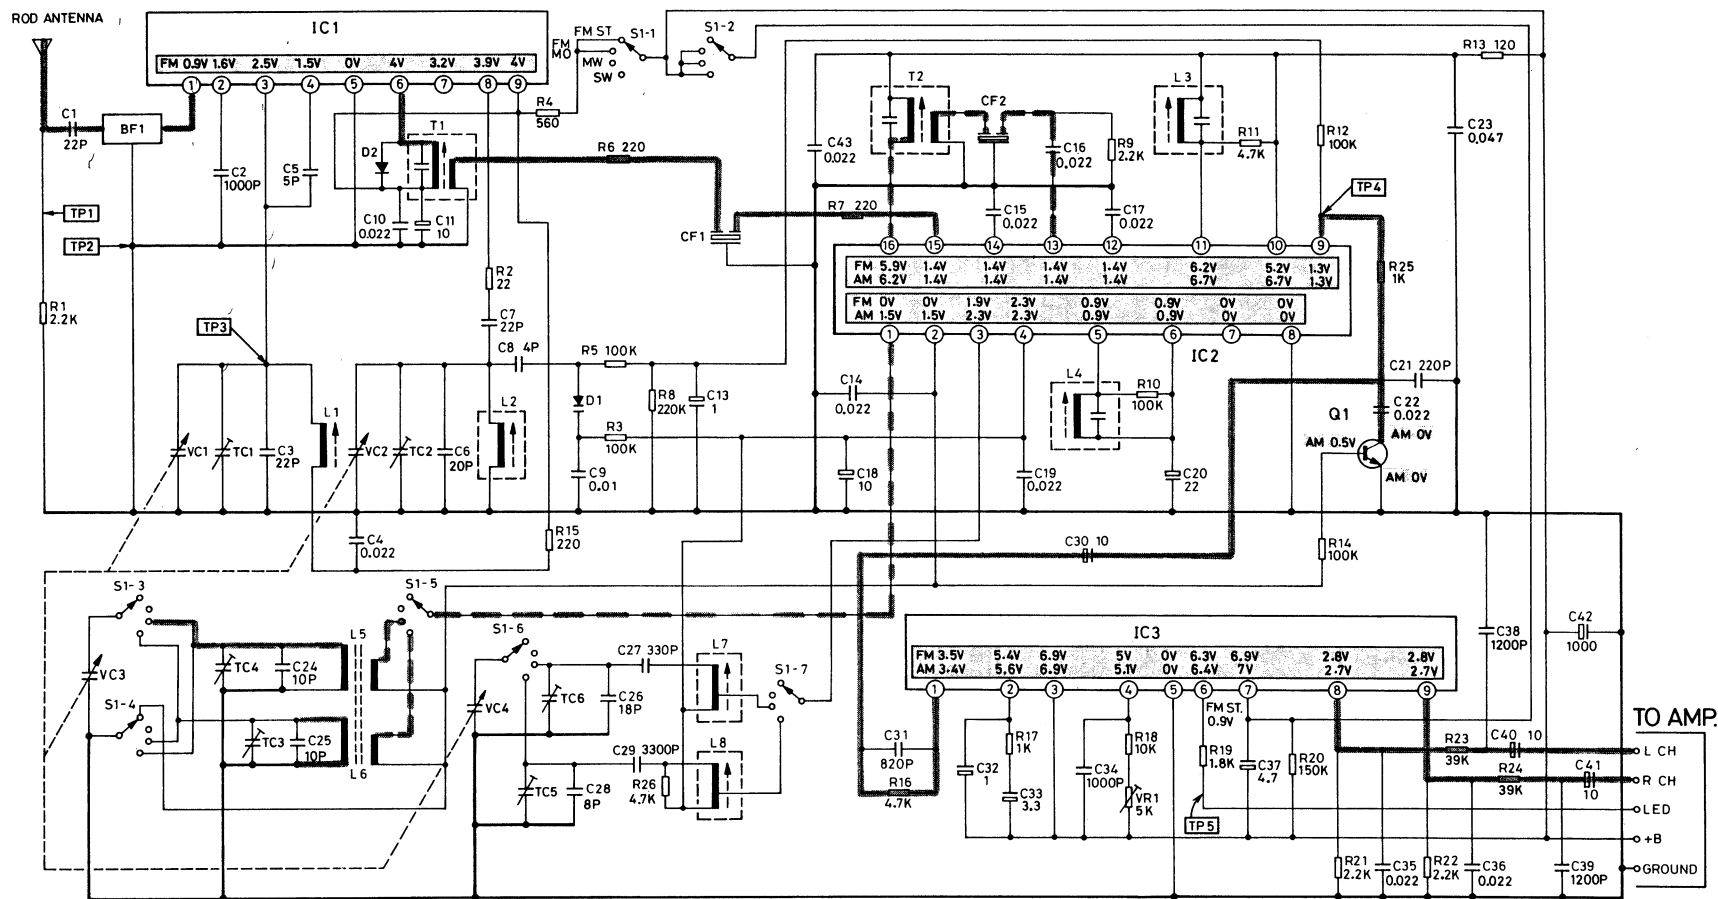 ROD ANTENNA
IC1
FM 0.9V 1.6V 2.5V 1.5V 0V 4V 3.2V 3.9V 4V
1 2 3 4 5 6 7 8 9
FM ST
FM MO
MW
SW
S1-1
S1-2
R13 120
C1
22P
BF1
R4
560
T1
D2
R6 220
T2
CF2
L3
C43
0.022
C16
0.022
R9
2.2K
R11
4.7K
R12
100K
C23
0.047
C2
1000P
C5
5P
C10
0.022
C11
10
TP1
TP2
TP4
R7 220
C15
0.022
C17
0.022
CF1
16 15 14 13 12 11 10 9
FM 5.9V 1.4V 1.4V 1.4V 1.4V 6.2V 5.2V 1.3V
AM 6.2V 1.4V 1.4V 1.4V 1.4V 6.7V 6.7V 1.3V
FM 0V 0V 1.9V 2.3V 0.9V 0.9V 0V 0V
AM 1.5V 1.5V 2.3V 2.3V 0.9V 0.9V 0V 0V
1 2 3 4 5 6 7 8
IC2
R25
1K
R2
22
C7
22P
R1
2.2K
TP3
C8 4P
R5 100K
C14
0.022
L4
R10
100K
C21 220P
C22
0.022
Q1
AM 0.5V
AM 0V
AM 0V
L1
L2
D1
R8
220K
C13
1
R3
100K
VC1
TC1
C3
22P
VC2
TC2
C6
20P
C9
0.01
C18
10
C19
0.022
C20
22
C4
0.022
R15
220
C30 10
R14
100K
S1-3
S1-5
S1-6
L5
TC4
C24
10P
VC3
S1-4
TC3
C25
10P
L6
C27 330P
L7
S1-7
VC4
TC6
C26
18P
C29 3300P
L8
R26
4.7K
TC5
C28
8P
IC3
FM 3.5V 5.4V 6.9V 5V 0V 6.3V 6.9V 2.8V 2.8V
AM 3.4V 5.6V 6.9V 5.1V 0V 6.4V 7V 2.7V 2.7V
1 2 3 4 5 6 7 8 9
FM ST.
0.9V
C38
1200P
C42
1000
C31
820P
R16
4.7K
C32
1
R17
1K
C33
3.3
C34
1000P
R18
10K
VR1
5K
R19
1.8K
TP5
C37
4.7
R20
150K
R23
39K
C40 10
R24
39K
C41
10
TO AMP.
L CH
R CH
LED
+B
GROUND
R21
2.2K
C35
0.022
R22
2.2K
C36
0.022
C39
1200P